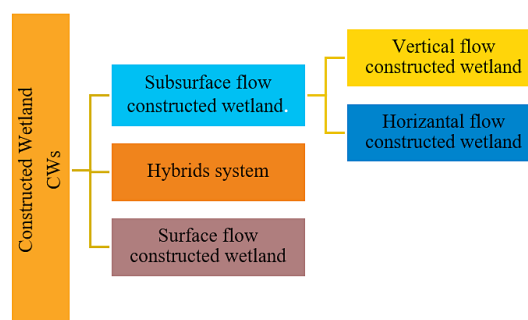 Constructed Wetland
CWs
Subsurface flow
constructed wetland.
Hybrids system
Surface flow
constructed wetland
Vertical flow
constructed wetland
Horizantal flow
constructed wetland